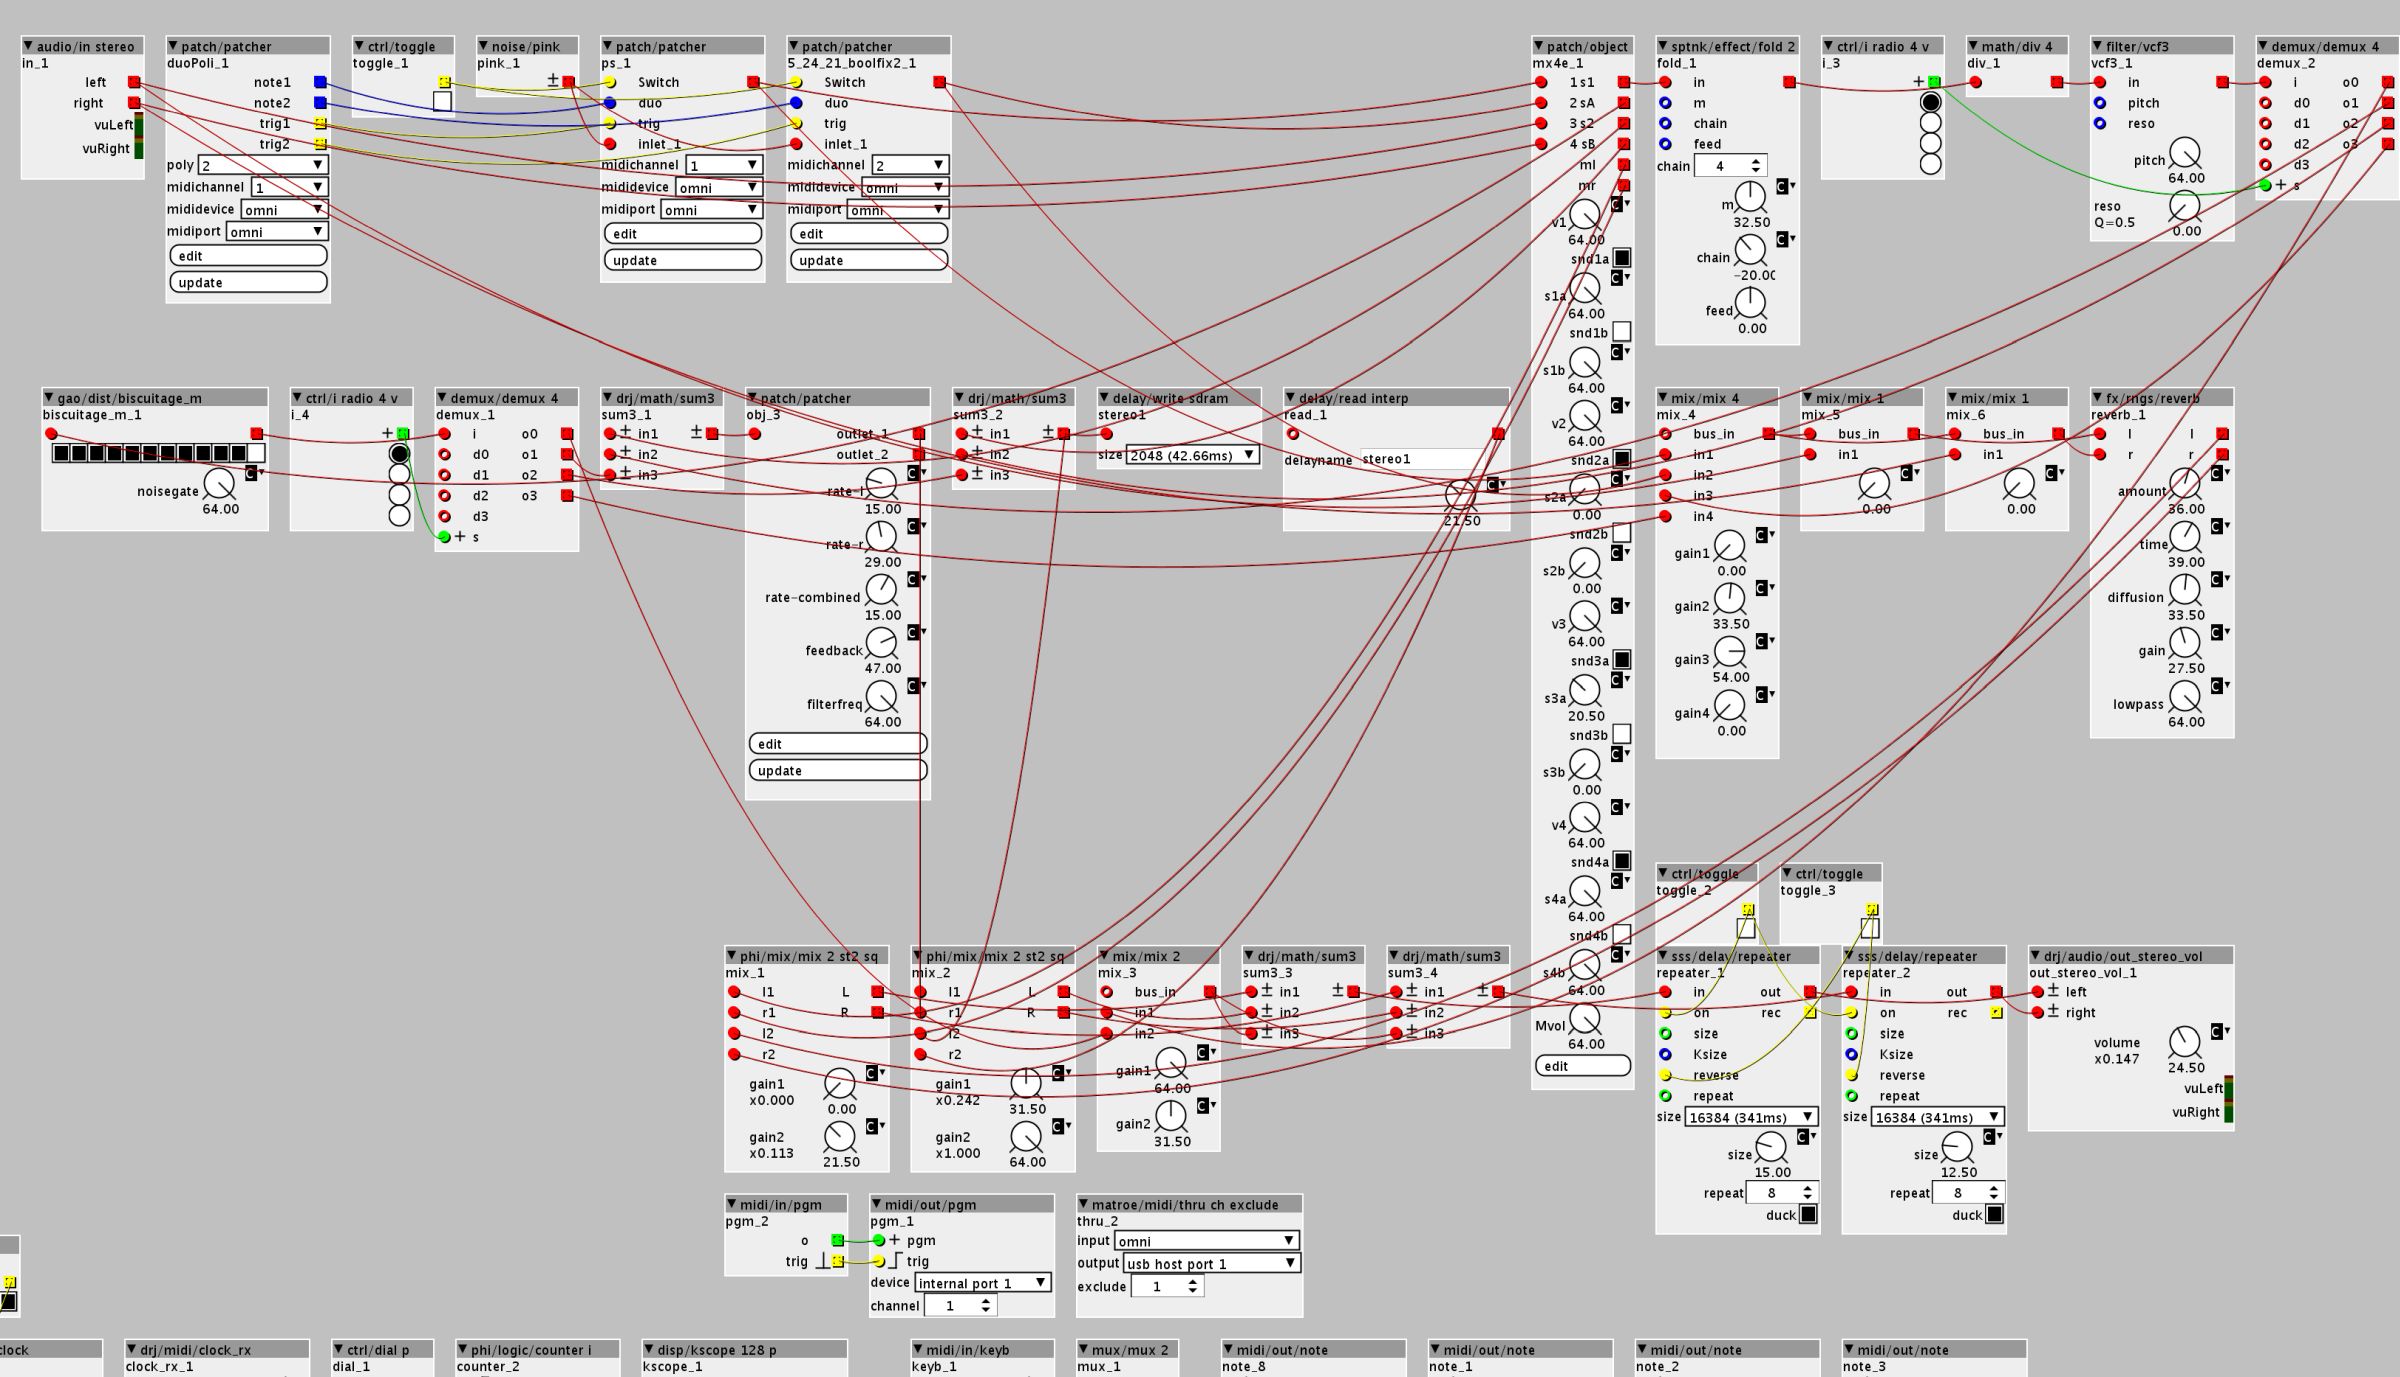 audio/in stereo
in_1
left
right
vuLeft
vuRight
patch/patcher
duoPoli_1
note1
note2
trig1
trig2
poly 2
midichannel 1
mididevice omni
midiport omni
edit
update
ctrl/toggle
toggle_1
noise/pink
pink_1
±
patch/patcher
ps_1
Switch
duo
trig
inlet_1
midichannel 1
mididevice omni
midiport omni
edit
update
patch/patcher
5_24_21_boolfix2_1
Switch
duo
trig
inlet_1
midichannel 2
mididevice omni
midiport omni
edit
update
patch/object
mx4e_1
1 s1
2 sA
3 s2
4 sB
ml
mr
v1
64.00
snd1a
s1a
64.00
snd1b
s1b
64.00
v2
64.00
snd2a
s2a
0.00
snd2b
s2b
0.00
v3
64.00
snd3a
s3a
20.50
snd3b
s3b
0.00
v4
64.00
snd4a
s4a
64.00
snd4b
s4b
64.00
Mvol
64.00
edit
sptnk/effect/fold 2
fold_1
in
m
chain
feed
chain 4
m
32.50
chain
-20.00
feed
0.00
ctrl/i radio 4 v
i_3
+
math/div 4
div_1
filter/vcf3
vcf3_1
in
pitch
reso
pitch
64.00
reso
Q=0.5
0.00
demux/demux 4
demux_2
i o0
d0 o1
d1 o2
d2 o3
d3
+ s
gao/dist/biscuitage_m
biscuitage_m_1
noisegate
64.00
ctrl/i radio 4 v
i_4
+
demux/demux 4
demux_1
i o0
d0 o1
d1 o2
d2 o3
d3
+ s
drj/math/sum3
sum3_1
± in1 ±
± in2
± in3
patch/patcher
obj_3
outlet_1
outlet_2
rate-l
15.00
rate-r
29.00
rate-combined
15.00
feedback
47.00
filterfreq
64.00
edit
update
drj/math/sum3
sum3_2
± in1 ±
± in2
± in3
delay/write sdram
stereo1
size 2048 (42.66ms)
delay/read interp
read_1
delayname stereo1
21.50
mix/mix 4
mix_4
bus_in
in1
in2
in3
in4
gain1
0.00
gain2
33.50
gain3
54.00
gain4
0.00
mix/mix 1
mix_5
bus_in
in1
0.00
mix/mix 1
mix_6
bus_in
in1
0.00
fx/rngs/reverb
reverb_1
l l
r r
amount
36.00
time
39.00
diffusion
33.50
gain
27.50
lowpass
64.00
ctrl/toggle
toggle_2
ctrl/toggle
toggle_3
phi/mix/mix 2 st2 sq
mix_1
l1 L
r1 R
l2
r2
gain1
x0.000
0.00
gain2
x0.113
21.50
phi/mix/mix 2 st2 sq
mix_2
l1 L
r1 R
l2
r2
gain1
x0.242
31.50
gain2
x1.000
64.00
mix/mix 2
mix_3
bus_in
in1
in2
gain1
64.00
gain2
31.50
drj/math/sum3
sum3_3
± in1 ±
± in2
± in3
drj/math/sum3
sum3_4
± in1 ±
± in2
± in3
sss/delay/repeater
repeater_1
in out
on rec
size
Ksize
reverse
repeat
size 16384 (341ms)
size
15.00
repeat 8
duck
sss/delay/repeater
repeater_2
in out
on rec
size
Ksize
reverse
repeat
size 16384 (341ms)
size
12.50
repeat 8
duck
drj/audio/out_stereo_vol
out_stereo_vol_1
± left
± right
volume
x0.147
24.50
vuLeft
vuRight
midi/in/pgm
pgm_2
o
trig
midi/out/pgm
pgm_1
+ pgm
trig
device internal port 1
channel 1
matroe/midi/thru ch exclude
thru_2
input omni
output usb host port 1
exclude 1
clock
drj/midi/clock_rx
clock_rx_1
ctrl/dial p
dial_1
phi/logic/counter i
counter_2
disp/kscope 128 p
kscope_1
midi/in/keyb
keyb_1
mux/mux 2
mux_1
midi/out/note
note_8
midi/out/note
note_1
midi/out/note
note_2
midi/out/note
note_3